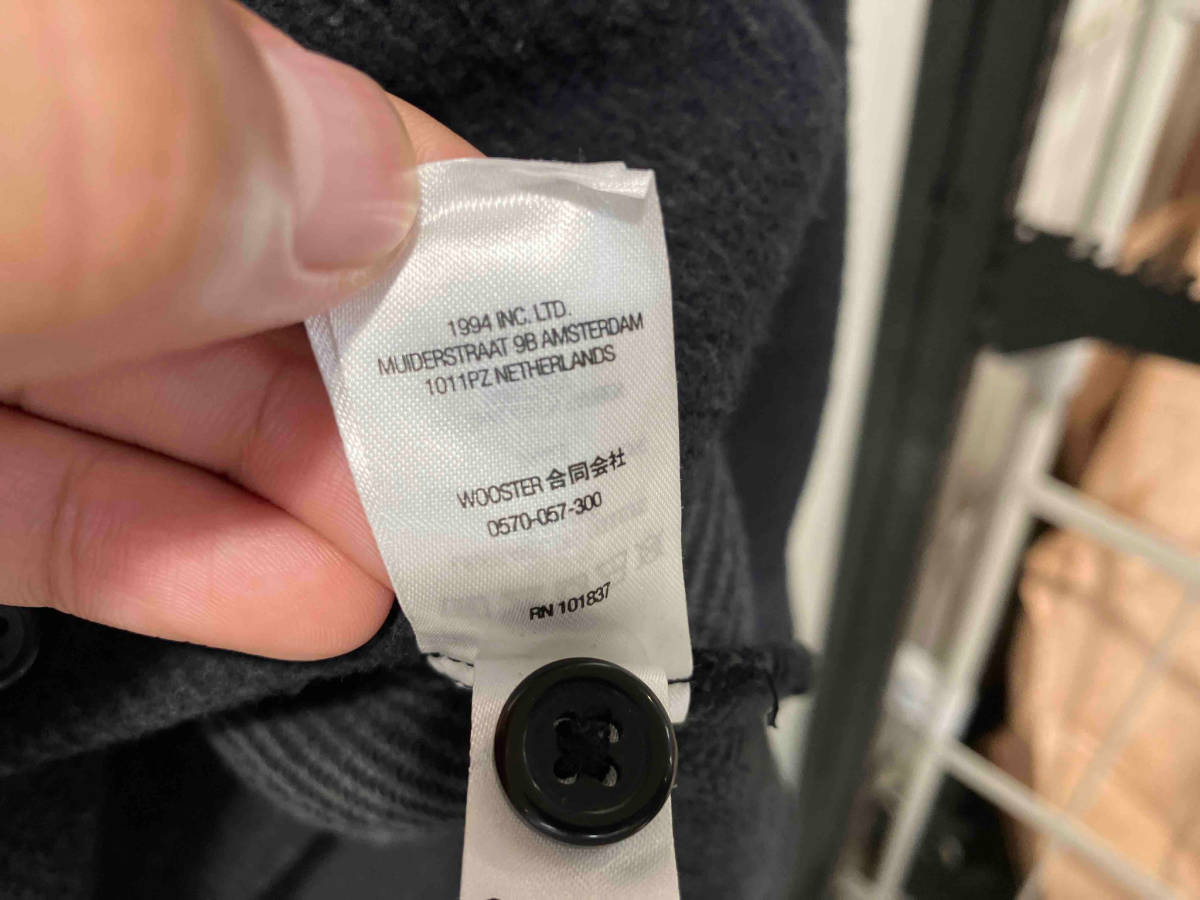 1994 INC. LTD.
MUIDERSTRAAT 9B AMSTERDAM
1011PZ NETHERLANDS
WOOSTER 合同会社
0570-057-300
RN 101837